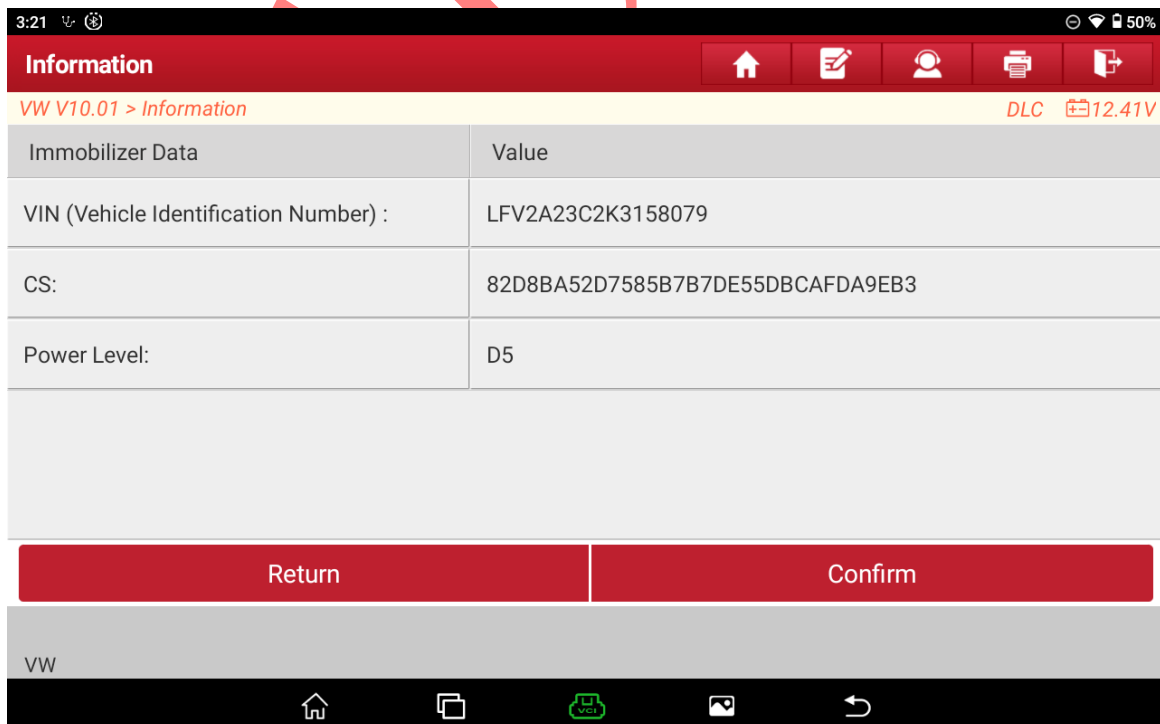 3:21 50%
Information
VW V10.01 > Information DLC 12.41V
Immobilizer Data Value
VIN (Vehicle Identification Number) : LFV2A23C2K3158079
CS: 82D8BA52D7585B7B7DE55DBCAFDA9EB3
Power Level: D5
Return Confirm
VW
VCI